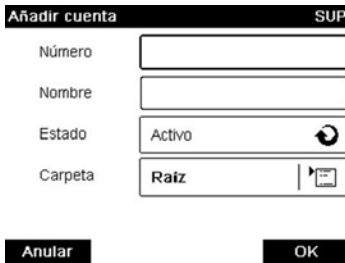 Añadir cuenta SUP
Número
Nombre
Estado Activo
Carpeta Raíz
Anular OK